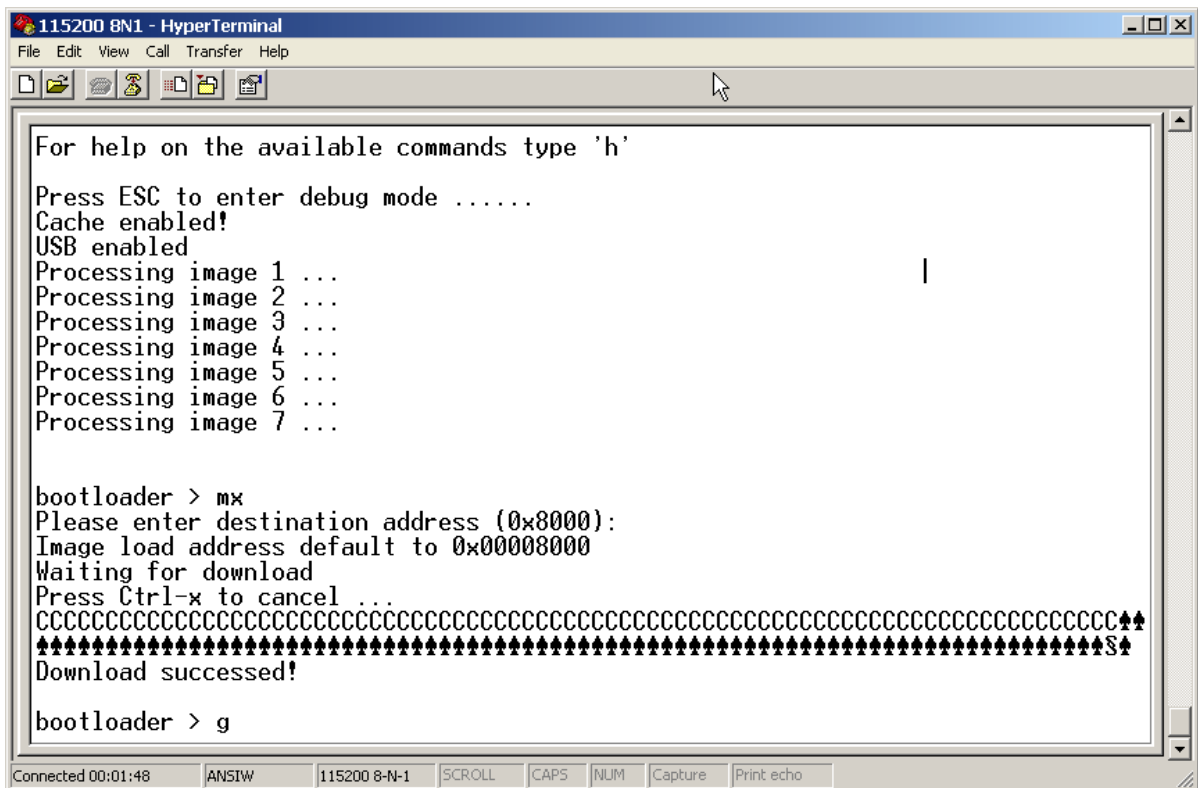 115200 8N1 - HyperTerminal
File Edit View Call Transfer Help
For help on the available commands type 'h'
Press ESC to enter debug mode ......
Cache enabled!
USB enabled
Processing image 1 ...
Processing image 2 ...
Processing image 3 ...
Processing image 4 ...
Processing image 5 ...
Processing image 6 ...
Processing image 7 ...
bootloader > mx
Please enter destination address (0x8000):
Image load address default to 0x00008000
Waiting for download
Press Ctrl-x to cancel ...
CCCCCCCCCCCCCCCCCCCCCCCCCCCCCCCCCCCCCCCCCCCCCCCCCCCCCCCCCCCCCCCCCCCCCCCCCCCCCC♠♠
♠♠♠♠♠♠♠♠♠♠♠♠♠♠♠♠♠♠♠♠♠♠♠♠♠♠♠♠♠♠♠♠♠♠♠♠♠♠♠♠♠♠♠♠♠♠♠♠♠♠♠♠♠♠♠♠♠♠♠♠♠♠♠♠♠♠♠♠♠♠♠♠♠♠♠♠♠§♠
Download successed!
bootloader > g
Connected 00:01:48 ANSIW 115200 8-N-1 SCROLL CAPS NUM Capture Print echo